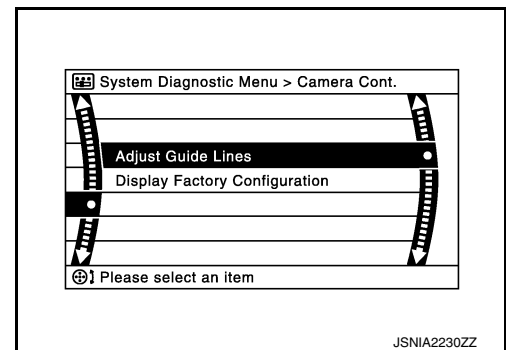 System Diagnostic Menu > Camera Cont.
Adjust Guide Lines
Display Factory Configuration
Please select an item
JSNIA2230ZZ